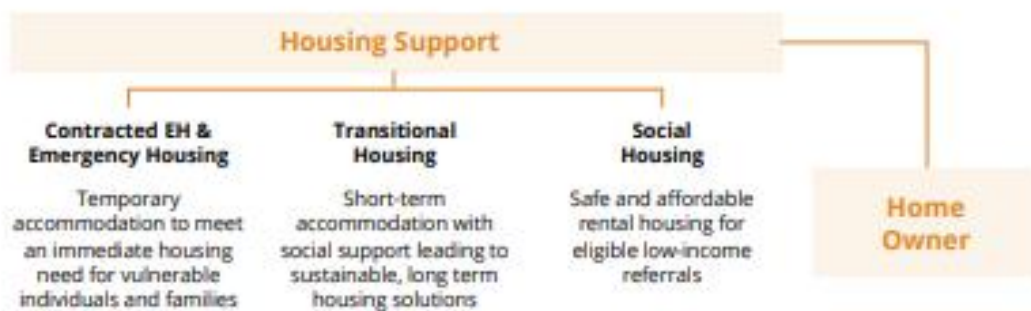 Housing Support
Contracted EH &
Emergency Housing
Temporary
accommodation to meet
an immediate housing
need for vulnerable
individuals and families
Transitional
Housing
Short-term
accommodation with
social support leading to
sustainable, long term
housing solutions
Social
Housing
Safe and affordable
rental housing for
eligible low-income
referrals
Home
Owner